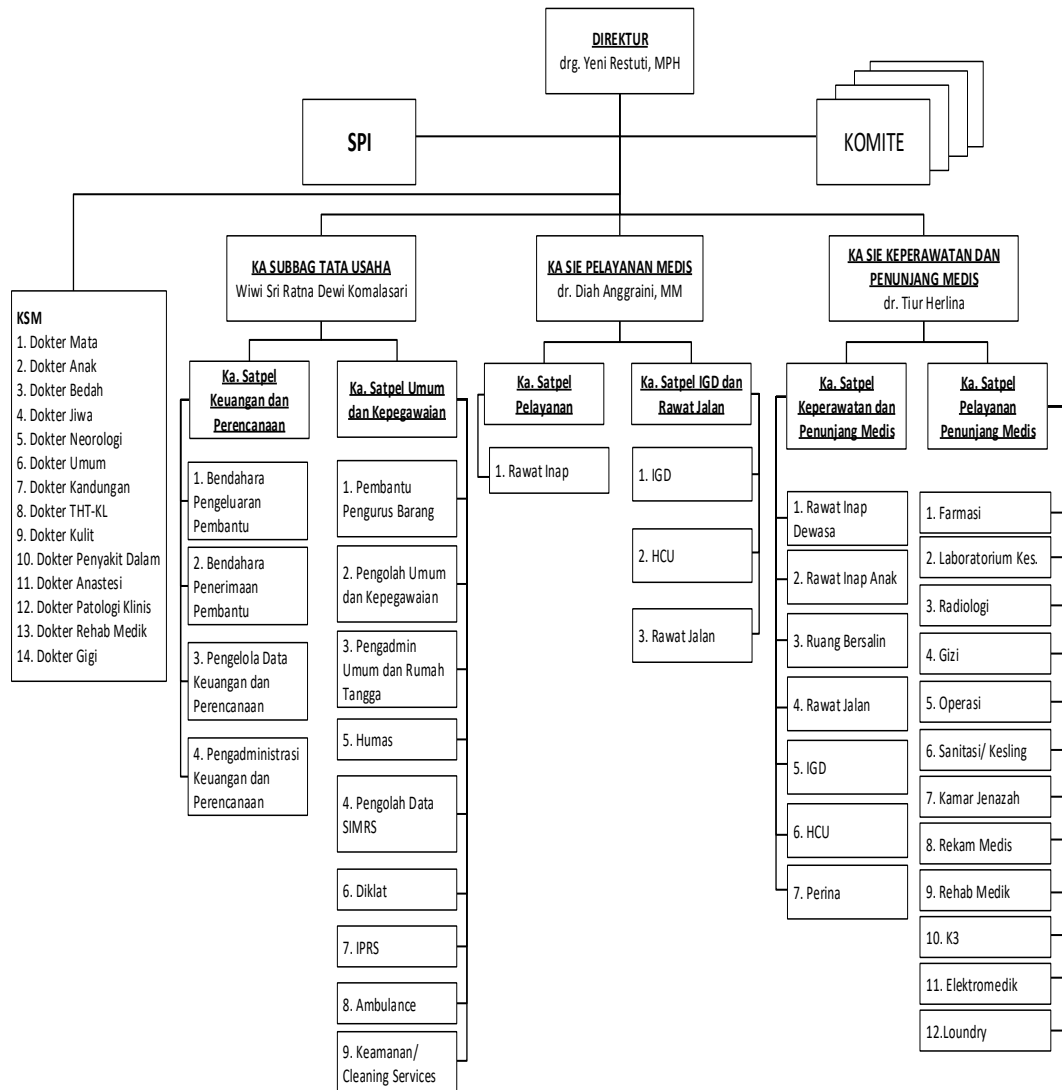 DIREKTUR
drg. Yeni Restuti, MPH
SPI
KOMITE
KA SUBBAG TATA USAHA
Wiwi Sri Ratna Dewi Komalasari
KA SIE PELAYANAN MEDIS
dr. Diah Anggraini, MM
KA SIE KEPERAWATAN DAN
PENUNJANG MEDIS
dr. Tiur Herlina
KSM
1. Dokter Mata
2. Dokter Anak
3. Dokter Bedah
4. Dokter Jiwa
5. Dokter Neorologi
6. Dokter Umum
7. Dokter Kandungan
8. Dokter THT-KL
9. Dokter Kulit
10. Dokter Penyakit Dalam
11. Dokter Anastesi
12. Dokter Patologi Klinis
13. Dokter Rehab Medik
14. Dokter Gigi
Ka. Satpel
Keuangan dan
Perencanaan
1. Bendahara
Pengeluaran
Pembantu
2. Bendahara
Penerimaan
Pembantu
3. Pengelola Data
Keuangan dan
Perencanaan
4. Pengadministrasi
Keuangan dan
Perencanaan
Ka. Satpel Umum
dan Kepegawaian
1. Pembantu
Pengurus Barang
2. Pengolah Umum
dan Kepegawaian
3. Pengadmin
Umum dan Rumah
Tangga
5. Humas
4. Pengolah Data
SIMRS
6. Diklat
7. IPRS
8. Ambulance
9. Keamanan/
Cleaning Services
Ka. Satpel
Pelayanan
1. Rawat Inap
Ka. Satpel IGD dan
Rawat Jalan
1. IGD
2. HCU
3. Rawat Jalan
Ka. Satpel
Keperawatan dan
Penunjang Medis
1. Rawat Inap
Dewasa
2. Rawat Inap Anak
3. Ruang Bersalin
4. Rawat Jalan
5. IGD
6. HCU
7. Perina
Ka. Satpel
Pelayanan
Penunjang Medis
1. Farmasi
2. Laboratorium Kes.
3. Radiologi
4. Gizi
5. Operasi
6. Sanitasi/ Kesling
7. Kamar Jenazah
8. Rekam Medis
9. Rehab Medik
10. K3
11. Elektromedik
12.Loundry